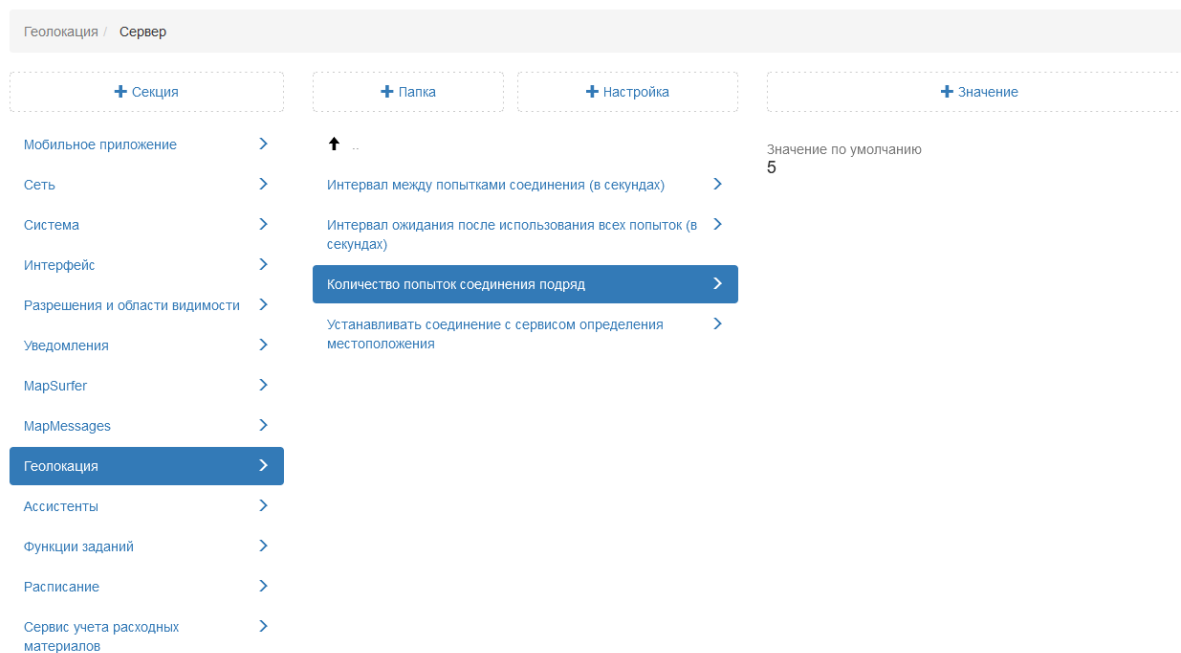 Геолокация / Сервер
+ Секция
+ Папка
+ Настройка
+ Значение
Мобильное приложение
Сеть
Система
Интерфейс
Разрешения и области видимости
Уведомления
MapSurfer
MapMessages
Геолокация
Ассистенты
Функции заданий
Расписание
Сервис учета расходных
материалов
..
Интервал между попытками соединения (в секундах)
Интервал ожидания после использования всех попыток (в
секундах)
Количество попыток соединения подряд
Устанавливать соединение с сервисом определения
местоположения
Значение по умолчанию
5